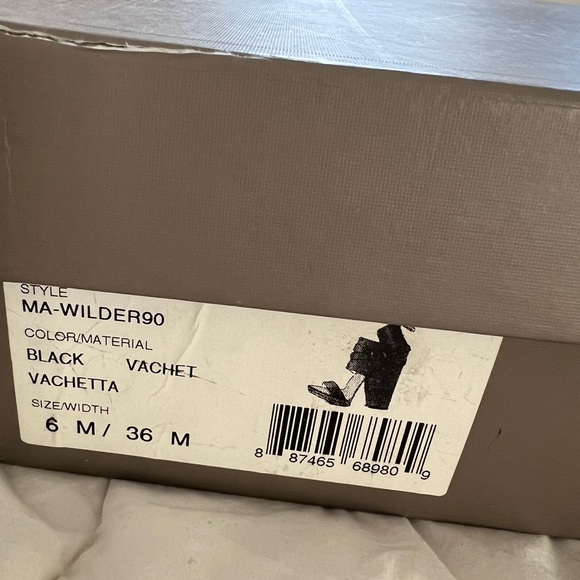 STYLE
MA-WILDER90
COLOR/MATERIAL
BLACK VACHET
VACHETTA
SIZE/WIDTH
6 M/ 36 M
8 87465 68980 9